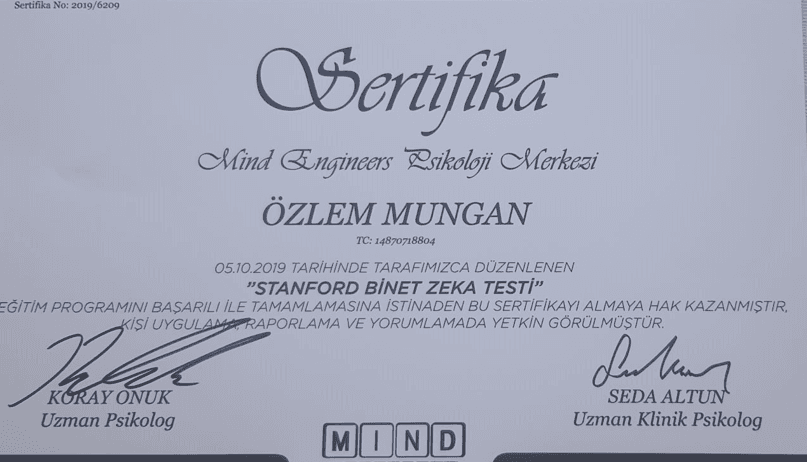 Sertifika No: 2019/6209
Sertifika
Mind Engineers Psikoloji Merkezi
ÖZLEM MUNGAN
TC: 14870718804
05.10.2019 TARİHİNDE TARAFIMIZCA DÜZENLENEN
"STANFORD BİNET ZEKA TESTİ"
EĞİTİM PROGRAMINI BAŞARILI İLE TAMAMLAMASINA İSTİNADEN BU SERTİFİKAYI ALMAYA HAK KAZANMIŞTIR,
KİŞİ UYGULAMA, RAPORLAMA VE YORUMLAMADA YETKİN GÖRÜLMÜŞTÜR.
KORAY ONUK
Uzman Psikolog
SEDA ALTUN
Uzman Klinik Psikolog
MIND